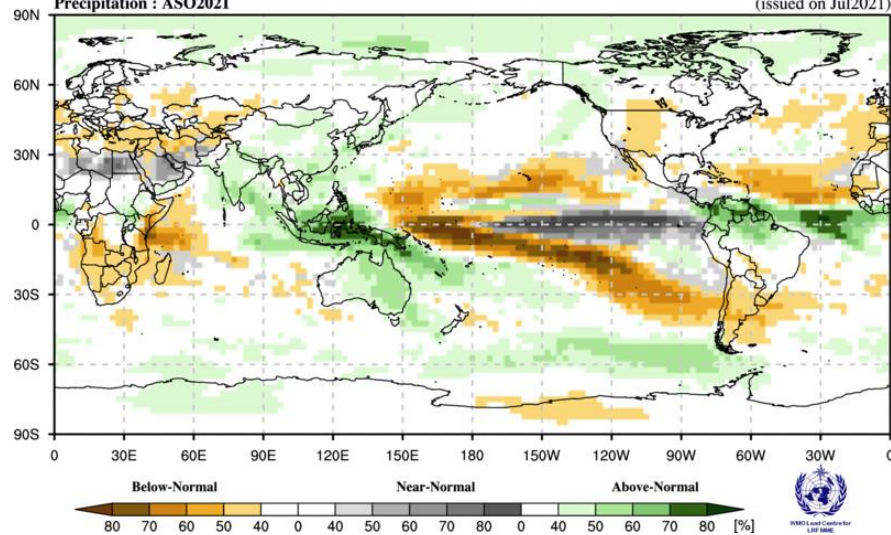 Precipitation : ASO2021 (issued on Jul2021)
90N
60N
30N
0
30S
60S
90S
0 30E 60E 90E 120E 150E 180 150W 120W 90W 60W 30W 0
Below-Normal Near-Normal Above-Normal
80 70 60 50 40 0 40 50 60 70 80 0 40 50 60 70 80 [%]
WMO Lead Centre for
LRF MME